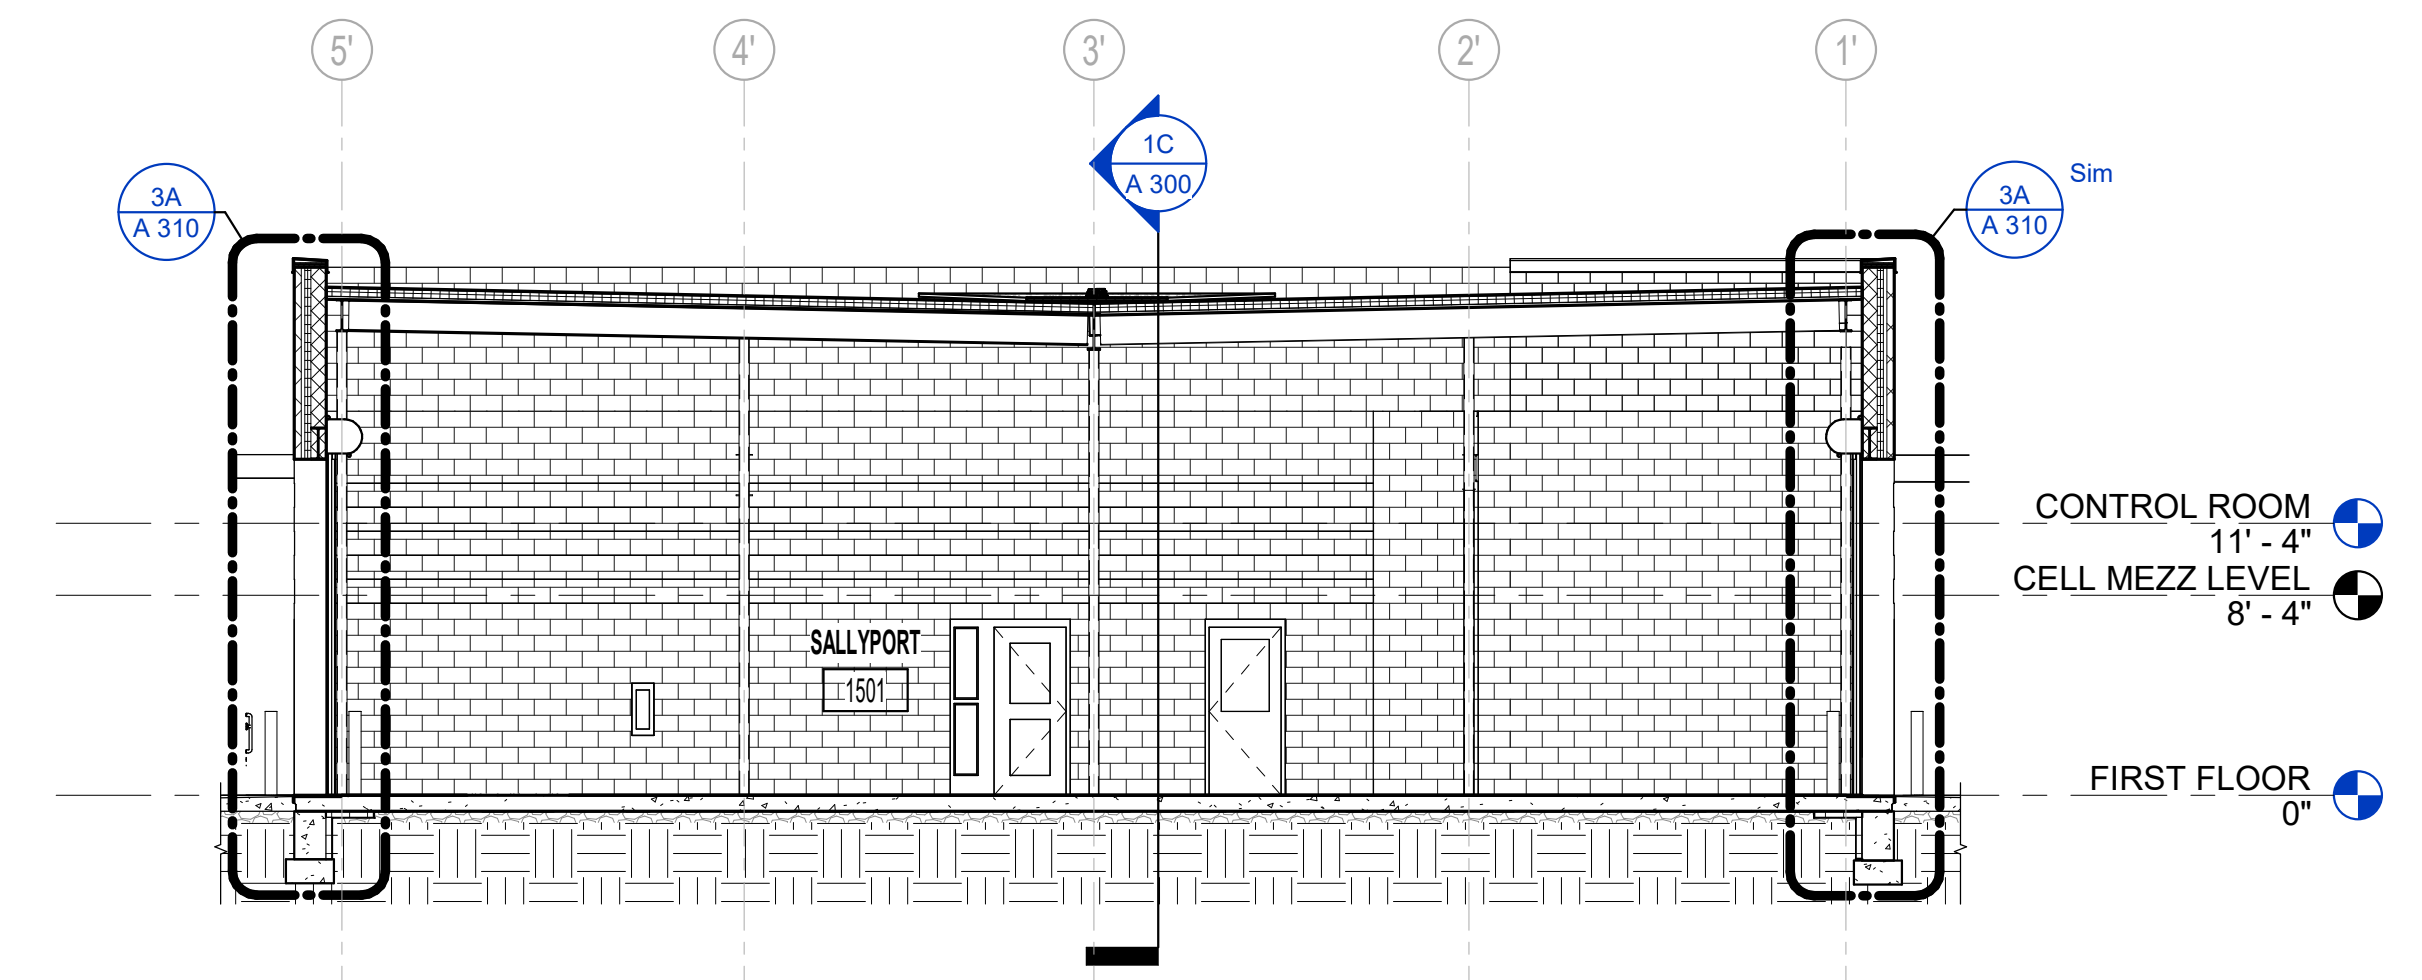 5'
4'
3'
2'
1'
1C
A 300
3A
A 310
3A
A 310
Sim
CONTROL ROOM
11' - 4"
CELL MEZZ LEVEL
8' - 4"
SALLYPORT
1501
FIRST FLOOR
0"